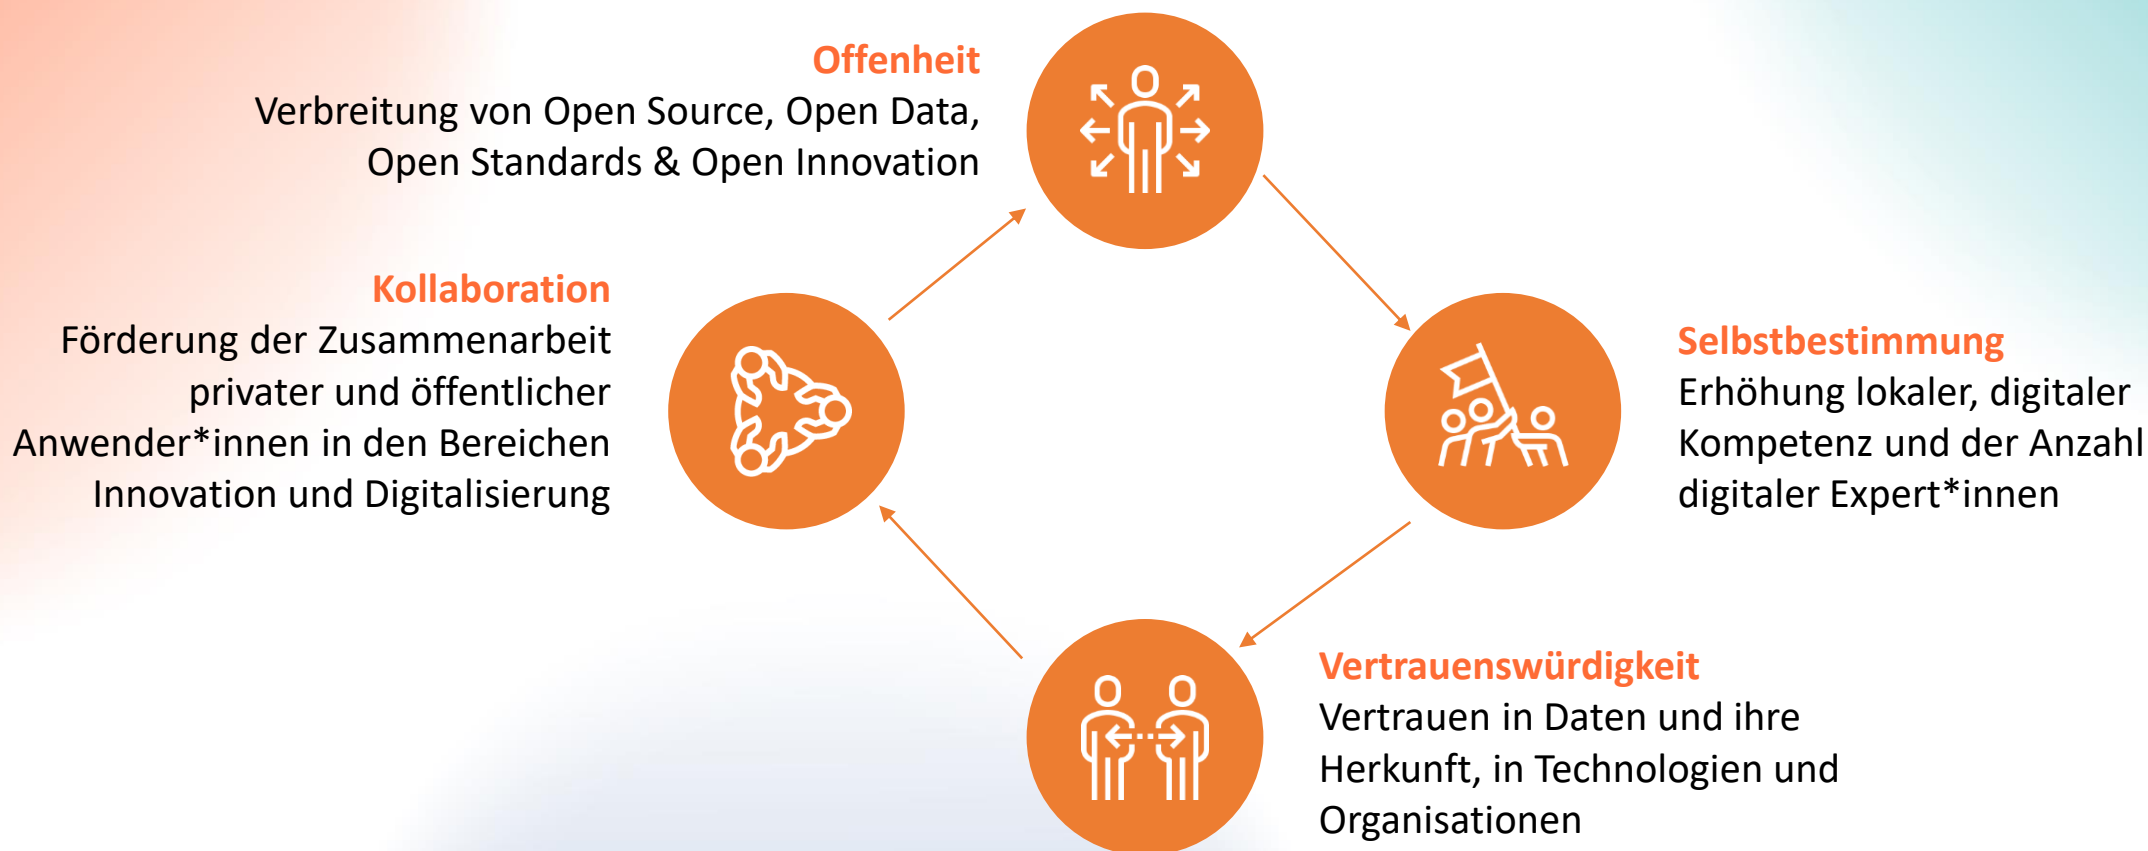 Offenheit
Verbreitung von Open Source, Open Data,
Open Standards & Open Innovation
Kollaboration
Förderung der Zusammenarbeit
privater und öffentlicher
Anwender*innen in den Bereichen
Innovation und Digitalisierung
Selbstbestimmung
Erhöhung lokaler, digitaler
Kompetenz und der Anzahl
digitaler Expert*innen
Vertrauenswürdigkeit
Vertrauen in Daten und ihre
Herkunft, in Technologien und
Organisationen